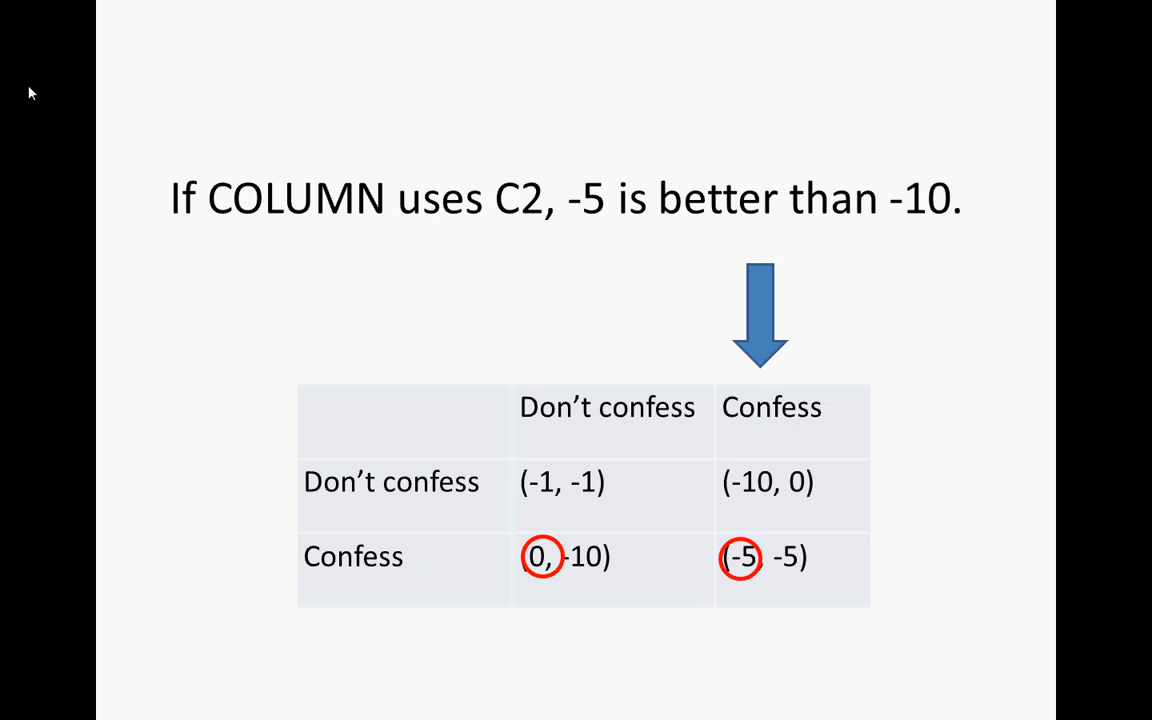 If COLUMN uses C2, -5 is better than -10.
Don’t confess Confess
Don’t confess (-1, -1) (-10, 0)
Confess (0, -10) (-5, -5)